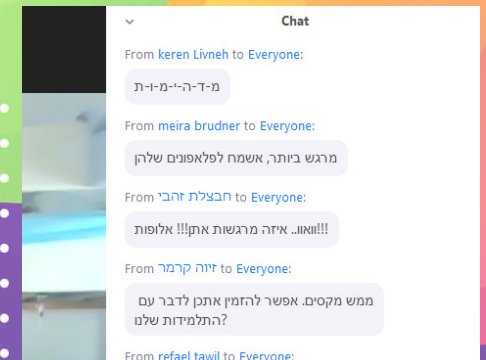 Chat
From keren Livneh to Everyone:
מ-ד-ה-י-מ-ו-ת
From meira brudner to Everyone:
מרגש ביותר, אשמח לפלאפונים שלהן
From חבצלת זהבי to Everyone:
!!!וואוו.. איזה מרגשות אתן!!! אלופות
From זיוה קרמר to Everyone:
ממש מקסים. אפשר להזמין אתכן לדבר עם
?התלמידות שלנו
From refael tawil to Everyone: